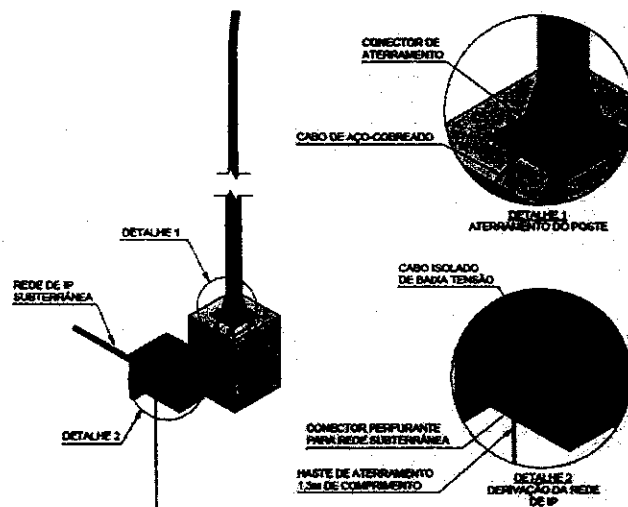 CONECTOR DE
ATERRAMENTO
CABO DE AÇO-COBREADO
DETALHE 1
ATERRAMENTO DO POSTE
DETALHE 1
REDE DE IP
SUBTERRÂNEA
DETALHE 2
CABO ISOLADO
DE BAIXA TENSÃO
CONECTOR PERFURANTE
PARA REDE SUBTERRÂNEA
HASTE DE ATERRAMENTO
DE COMPRIMENTO
DETALHE 2
DERIVAÇÃO DA REDE
DE IP